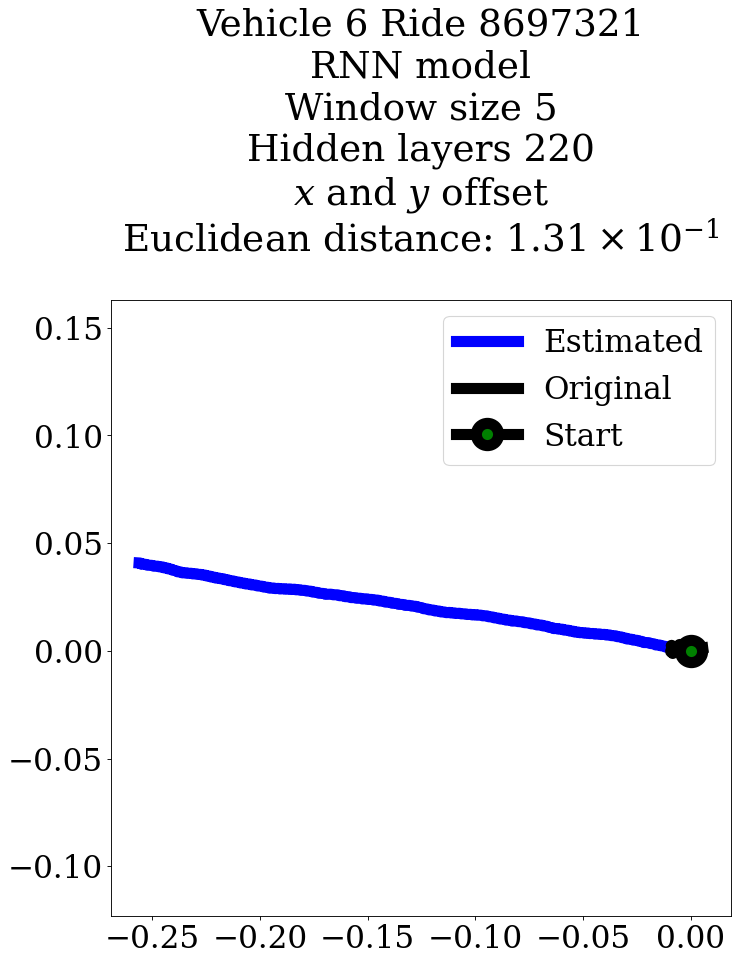 Vehicle 6 Ride 8697321
RNN model
Window size 5
Hidden layers 220
x and y offset
Euclidean distance: 1.31 × 10⁻¹
Estimated
Original
Start
0.15
0.10
0.05
0.00
−0.05
−0.10
−0.25 −0.20 −0.15 −0.10 −0.05 0.00